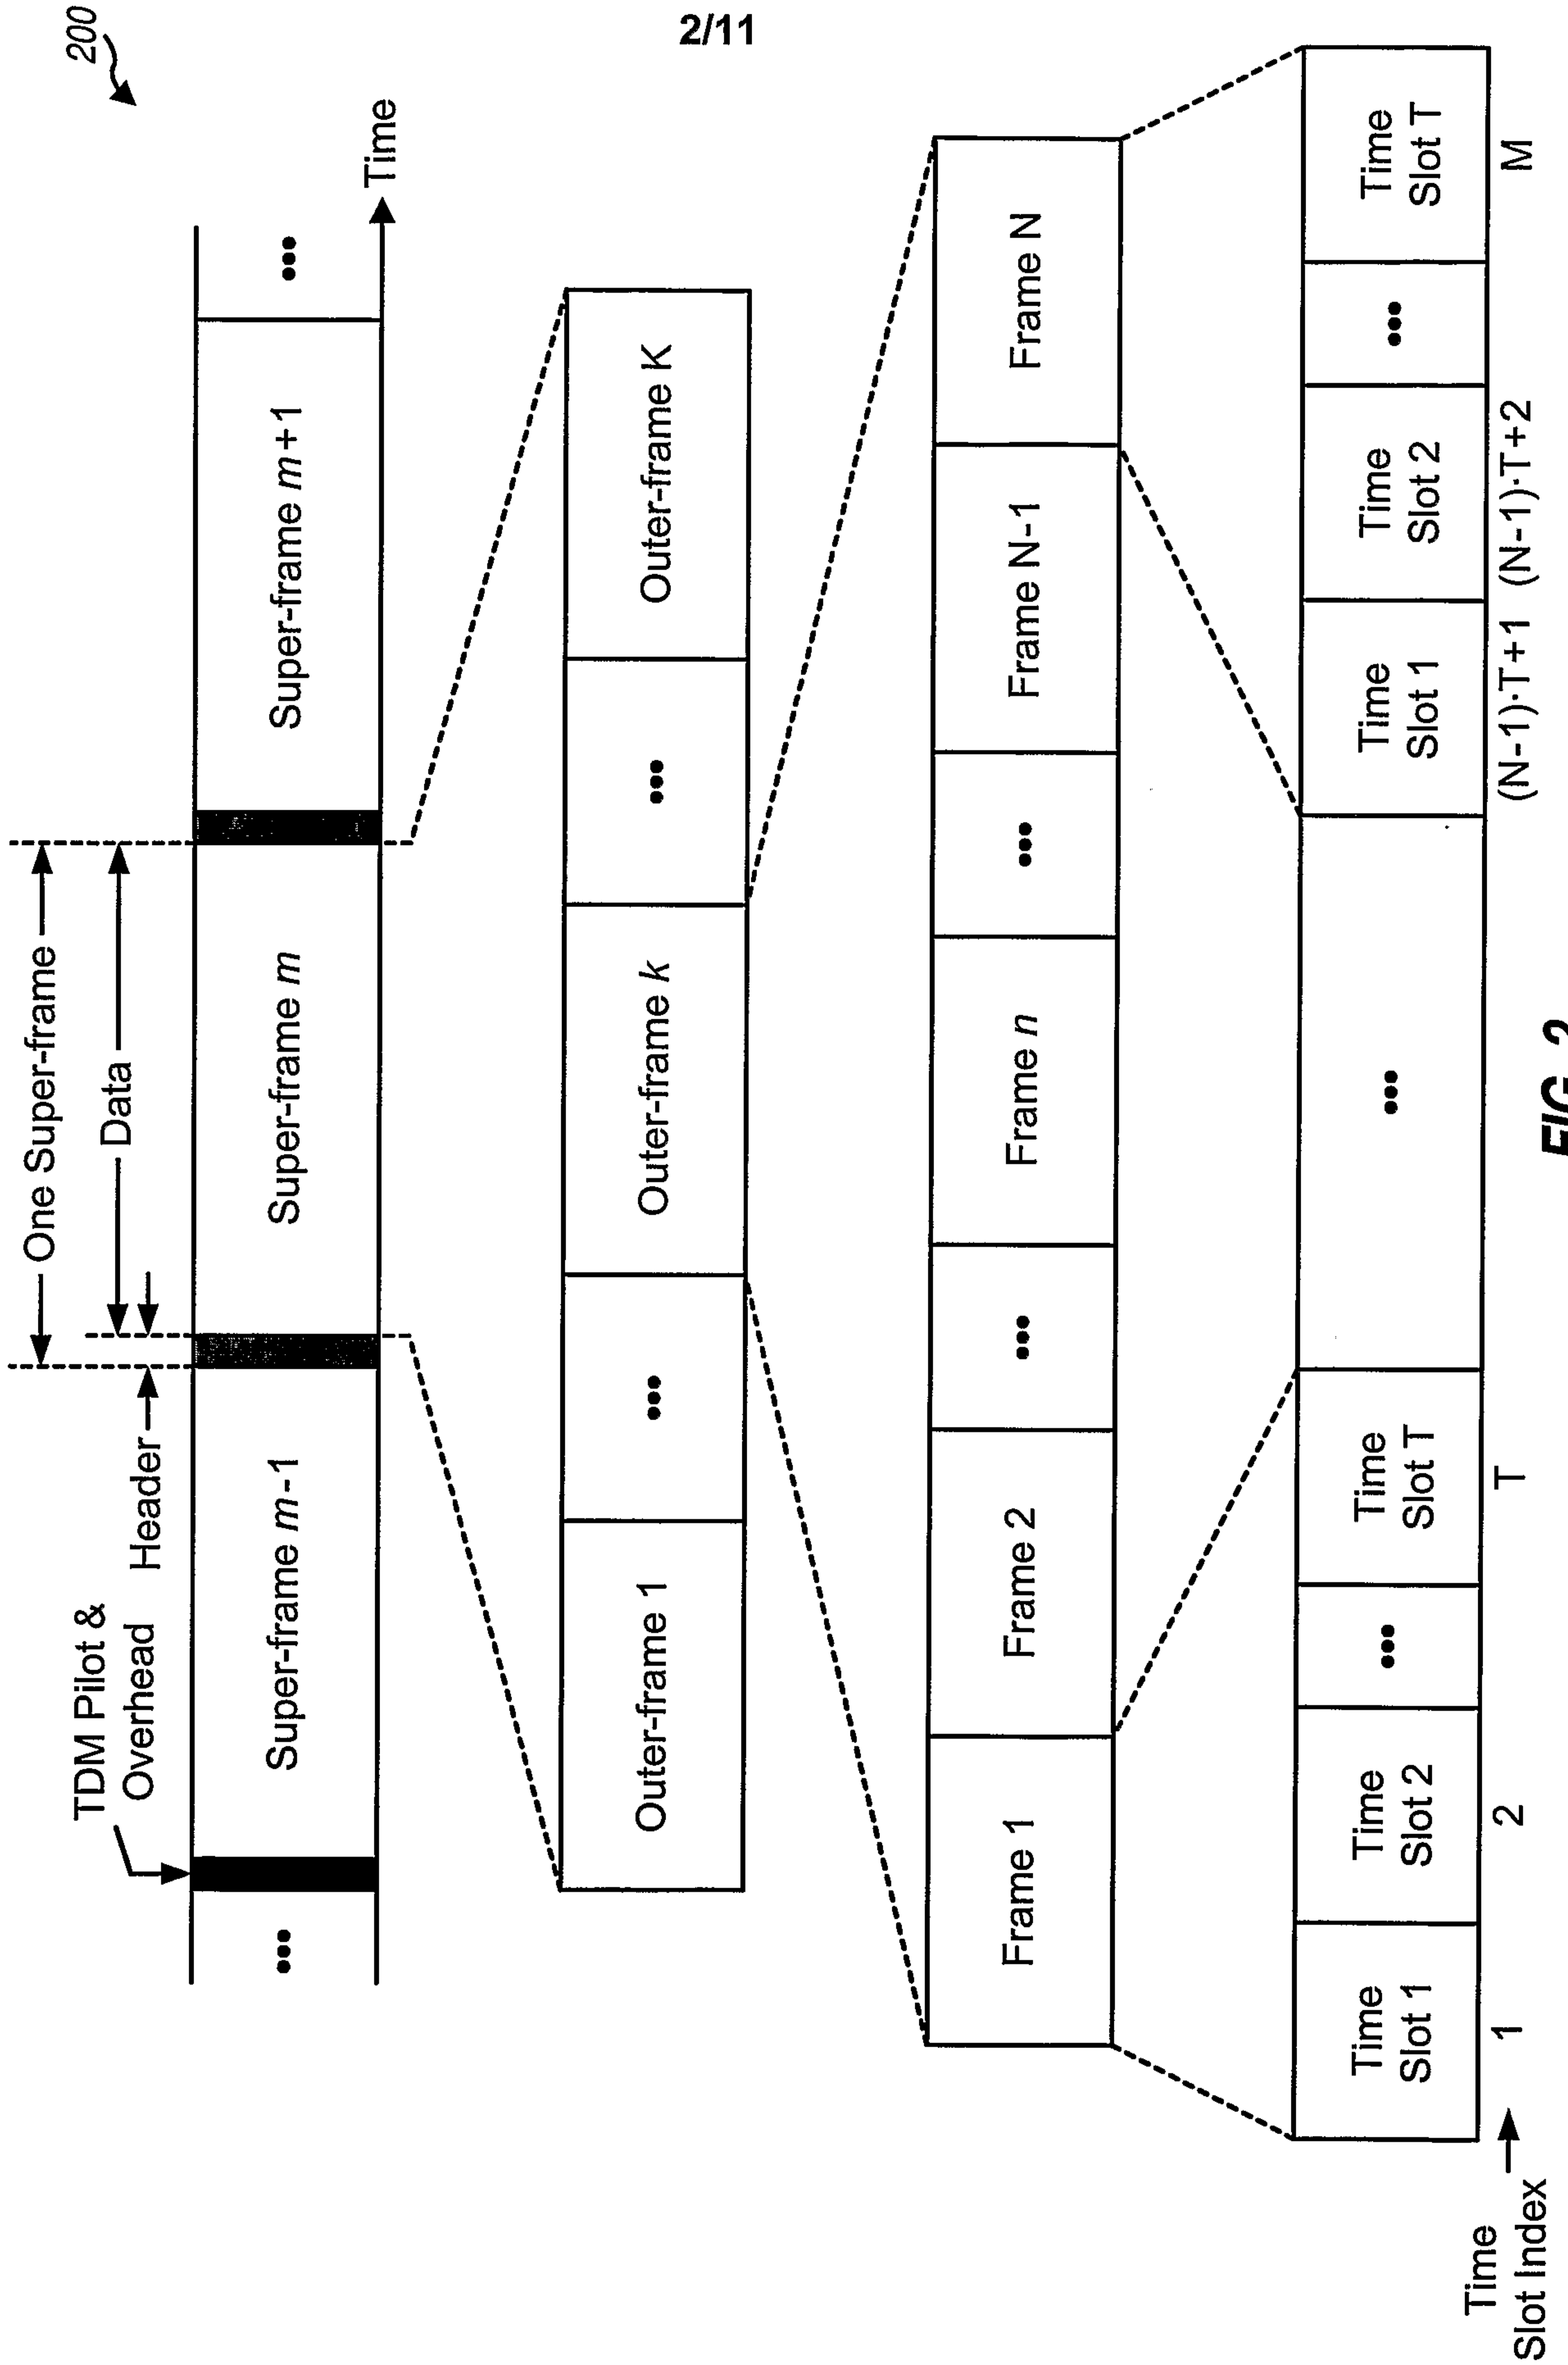 2/11
200
One Super-frame
Data
TDM Pilot &
Overhead
Header
••• Super-frame m-1 Super-frame m Super-frame m+1 •••
Time
Outer-frame 1 ••• Outer-frame k ••• Outer-frame K
Frame 1 Frame 2 ••• Frame n ••• Frame N-1 Frame N
Time Slot 1
Time Slot 2
•••
Time Slot T
•••
Time Slot 1
Time Slot 2
•••
Time Slot T
Time
Slot Index
1 2 T (N-1)·T+1 (N-1)·T+2 M
FIG. 2